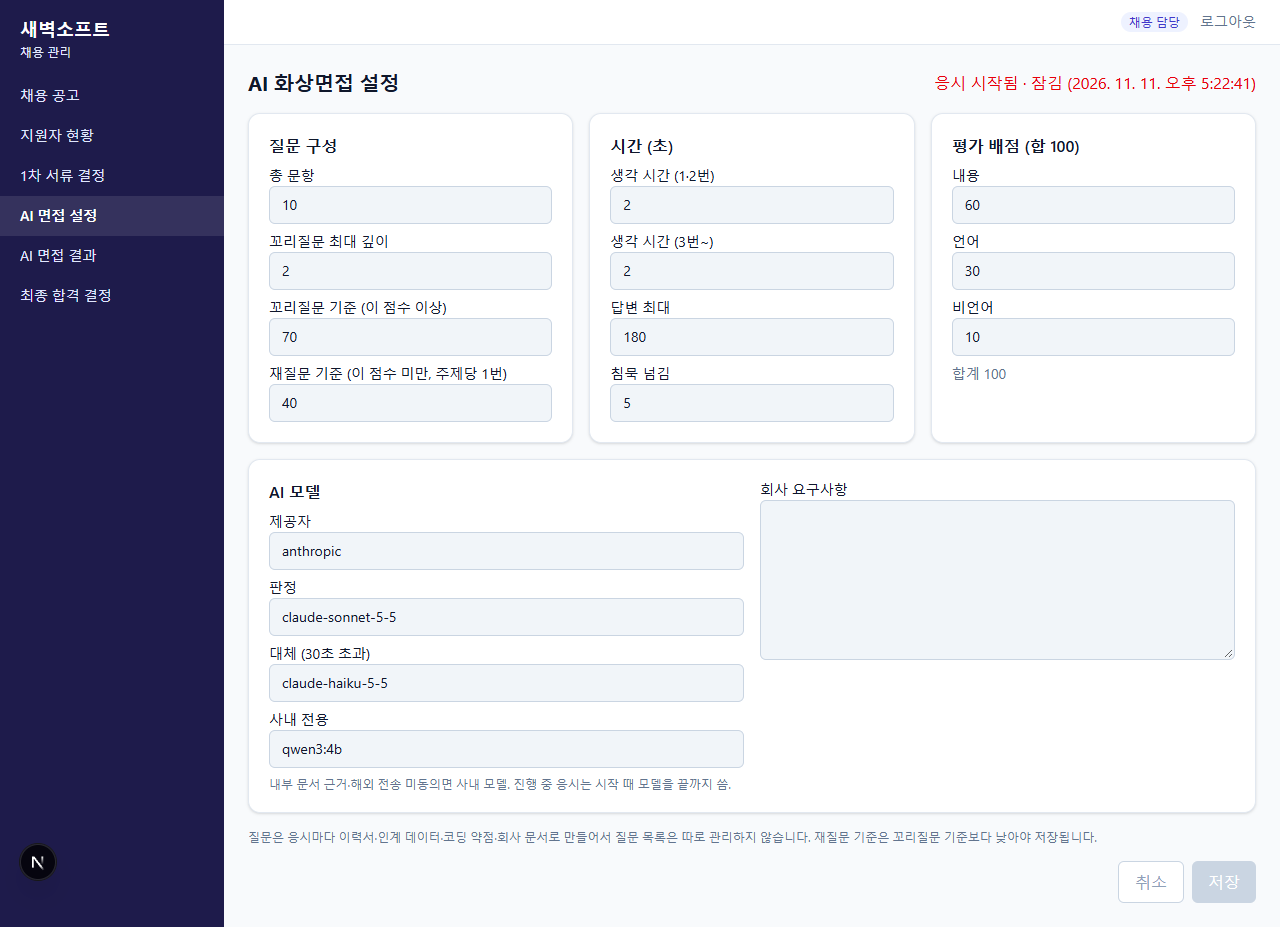 새벽소프트
채용 관리
채용 공고
지원자 현황
1차 서류 결정
AI 면접 설정
AI 면접 결과
최종 합격 결정
N
채용 담당
로그아웃
AI 화상면접 설정
응시 시작됨 · 잠김 (2026. 11. 11. 오후 5:22:41)
질문 구성
총 문항
10
꼬리질문 최대 깊이
2
꼬리질문 기준 (이 점수 이상)
70
재질문 기준 (이 점수 미만, 주제당 1번)
40
시간 (초)
생각 시간 (1·2번)
2
생각 시간 (3번~)
2
답변 최대
180
침묵 넘김
5
평가 배점 (합 100)
내용
60
언어
30
비언어
10
합계 100
AI 모델
제공자
anthropic
판정
claude-sonnet-5-5
대체 (30초 초과)
claude-haiku-5-5
사내 전용
qwen3:4b
내부 문서 근거·해외 전송 미동의면 사내 모델. 진행 중 응시는 시작 때 모델을 끝까지 씀.
회사 요구사항
질문은 응시마다 이력서·인계 데이터·코딩 약점·회사 문서로 만들어서 질문 목록은 따로 관리하지 않습니다. 재질문 기준은 꼬리질문 기준보다 낮아야 저장됩니다.
취소
저장